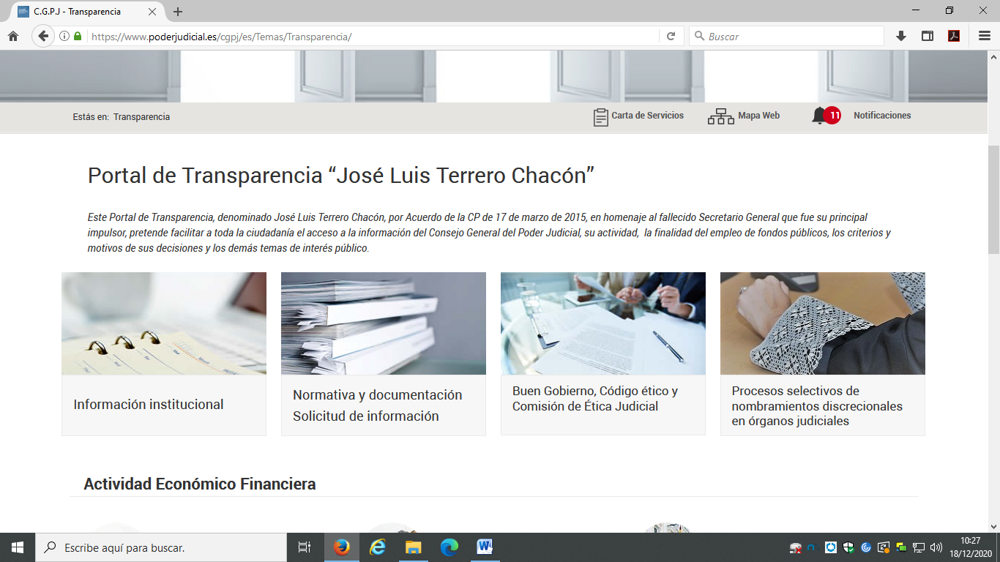 C.G.P.J - Transparencia
https://www.poderjudicial.es/cgpj/es/Temas/Transparencia/
Buscar
Estás en: Transparencia
Carta de Servicios
Mapa Web
11
Notificaciones
Portal de Transparencia “José Luis Terrero Chacón”
Este Portal de Transparencia, denominado José Luis Terrero Chacón, por Acuerdo de la CP de 17 de marzo de 2015, en homenaje al fallecido Secretario General que fue su principal
impulsor, pretende facilitar a toda la ciudadanía el acceso a la información del Consejo General del Poder Judicial, su actividad, la finalidad del empleo de fondos públicos, los criterios y
motivos de sus decisiones y los demás temas de interés público.
Información institucional
Normativa y documentación
Solicitud de información
Buen Gobierno, Código ético y
Comisión de Ética Judicial
Procesos selectivos de
nombramientos discrecionales
en órganos judiciales
Actividad Económico Financiera
Escribe aquí para buscar.
10:27
18/12/2020